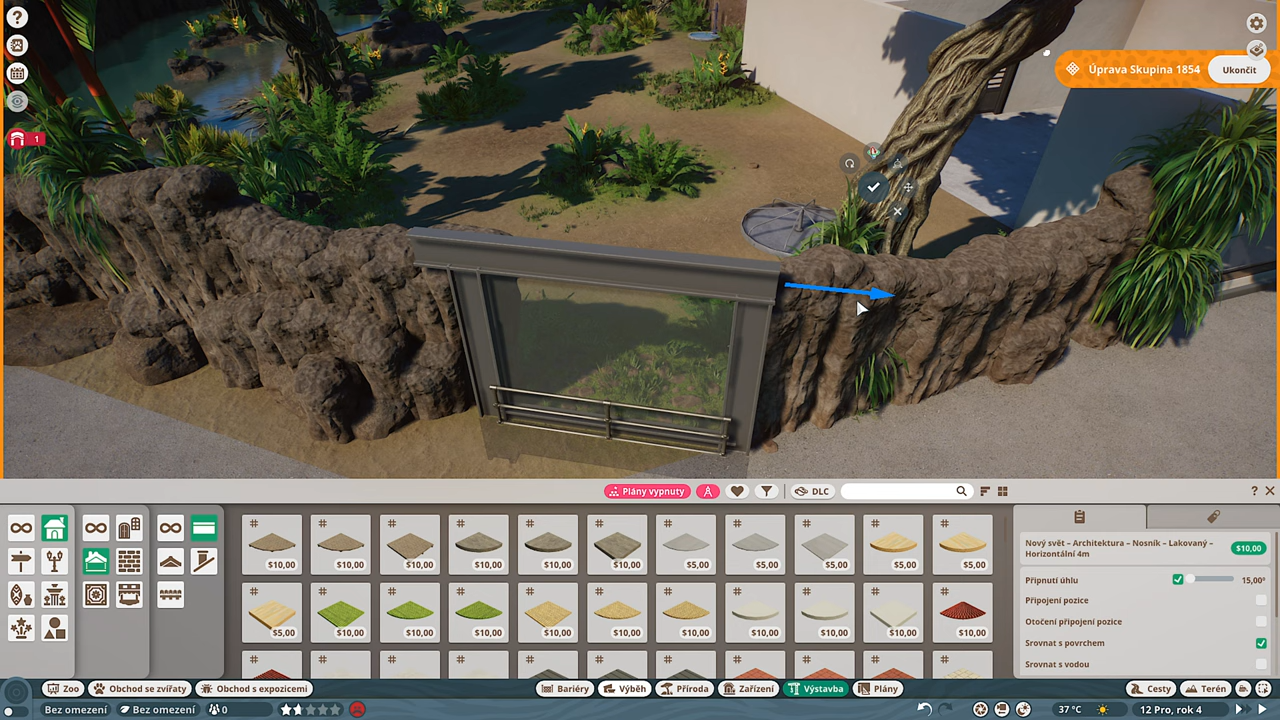 Úprava Skupina 1854
Ukončit
1
Plány vypnuty
DLC
?
$10,00
$10,00
$10,00
$10,00
$10,00
$10,00
$5,00
$5,00
$5,00
$5,00
$5,00
$5,00
$10,00
$10,00
$10,00
$10,00
$10,00
$10,00
$10,00
$10,00
$10,00
$10,00
Nový svět – Architektura – Nosník – Lakovaný –
Horizontální 4m
$10,00
Připnutí úhlu
15,00°
Připojení pozice
Otočení připojení pozice
Srovnat s povrchem
Srovnat s vodou
Zoo
Obchod se zvířaty
Obchod s expozicemi
Bariéry
Výběh
Příroda
Zařízení
Výstavba
Plány
Cesty
Terén
Bez omezení
Bez omezení
0
37 °C
12 Pro, rok 4